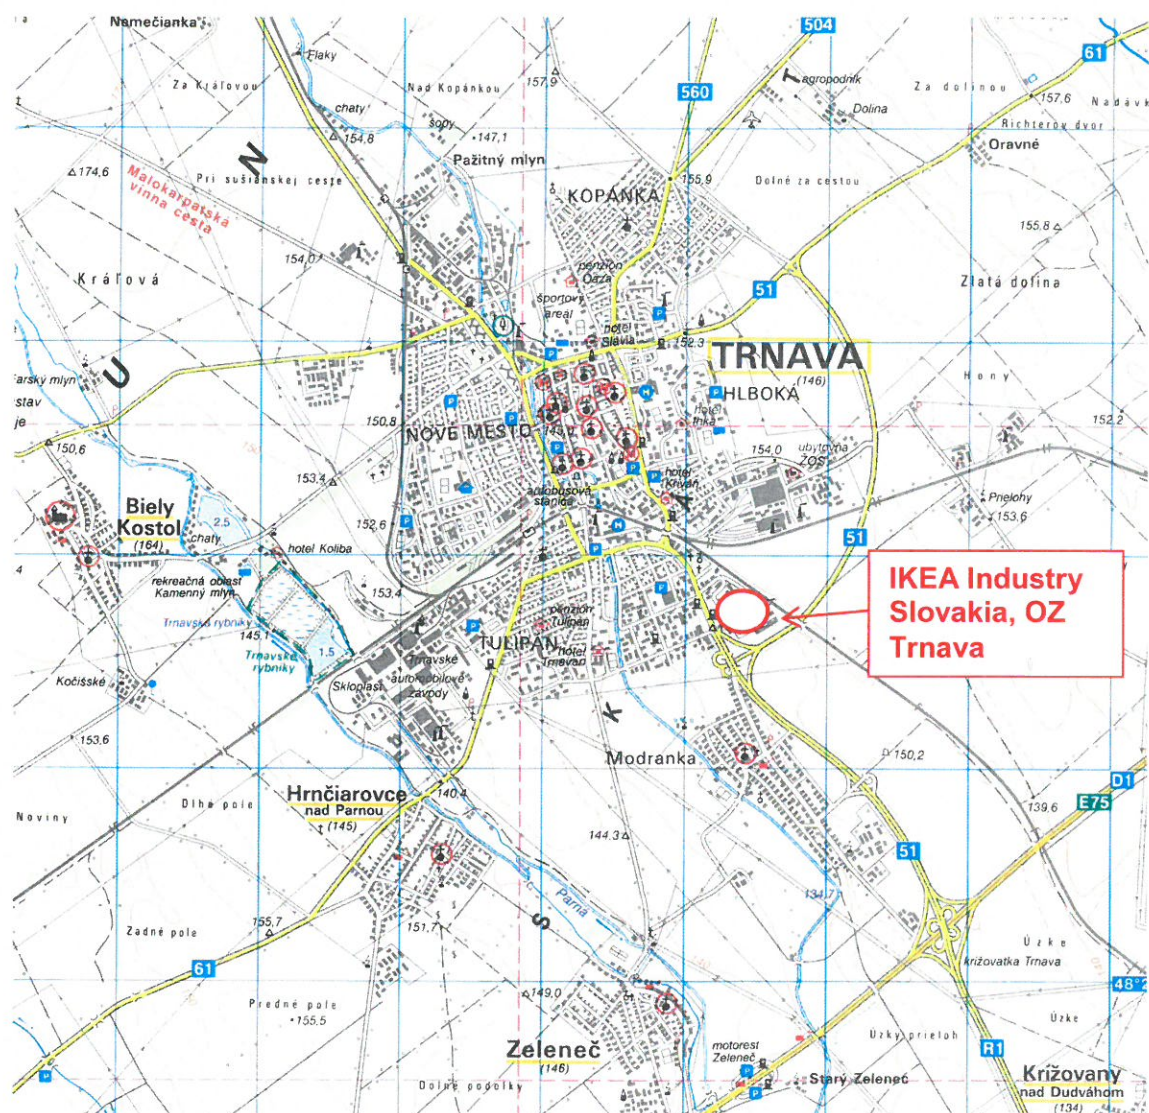 Nemečianka
Flaky
504
61
157,9
agropodnik
T
Za Kráľovou
Nad Kopánkou
560
Za dolinou
chaty
šopy
Dolina
157,6
154,8
147,1
Richterov dvor
N
Pažitný mlyn
Oravné
174,6
Malokarpatská
vínna cesta
Pri sušianskej ceste
155,9
Dolné za cestou
KOPÁNKA
155,8
154,0
penzión
Oáza
Kráľová
51
Zlatá dolina
športový
areál
P
hotel
Slávia
152,3
TRNAVA
(146)
U
Hony
HLBOKÁ
150,8
NOVÉ MESTO
hotel
Inka
152,2
150,6
153,4
154,0
ubytovňa
ŽOS
autobusová
stanica
hotel
Krivan
Biely
Kostol
(164)
2.5
chaty
152,6
A
Prielohy
153,6
hotel Koliba
51
rekreačná oblasť
Kamenný mlyn
153,4
IKEA Industry
Slovakia, OZ
Trnava
Trnavské rybníky
145,1
Trnavské
rybníky
1.5
penzión
Tulipán
TULIPÁN
hotel
Trnavan
Trnavské
automobilové
závody
Skloplast
Kočišské
K
153,6
Modranka
150,2
D1
E75
Dlhé pole
Hrnčiarovce
nad Parnou
(145)
140,4
139,6
Noviny
144.3
51
Parná
131,7
155,7
151,7
S
Zadné pole
Úzke
križovatka Trnava
61
48°2
Predné pole
149,0
155,5
Úzky prieloh
Úzke
Zeleneč
(146)
motorest
Zeleneč
R1
Dolné podolky
Starý Zeleneč
Križovany
nad Dudváhom
(134)